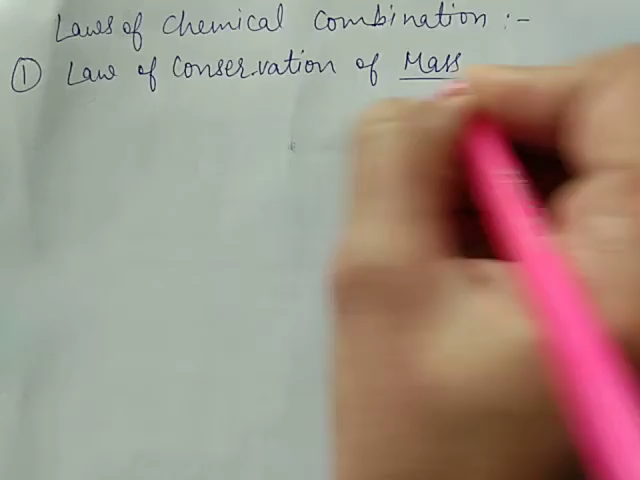 Laws of Chemical Combination :-
① Law of Conservation of Mass